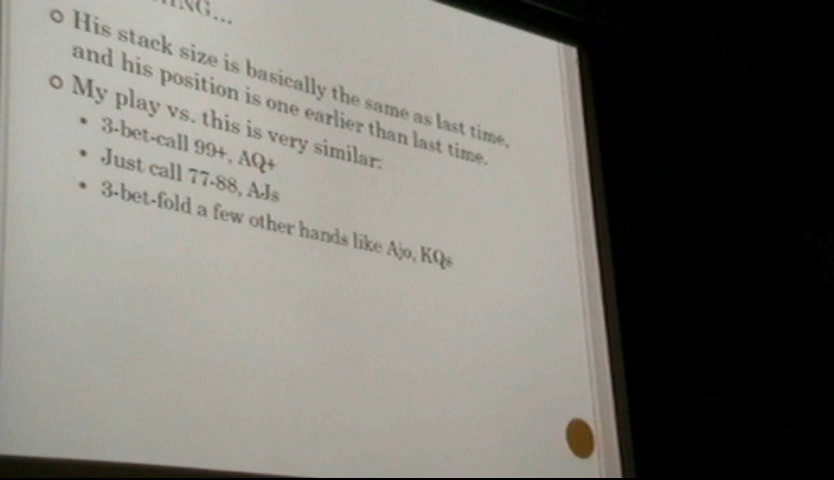 His stack size is basically the same as last time,
and his position is one earlier than last time.
My play vs. this is very similar:
3-bet-call 99+, AQ+
Just call 77-88, AJs
3-bet-fold a few other hands like Ajo, KQs